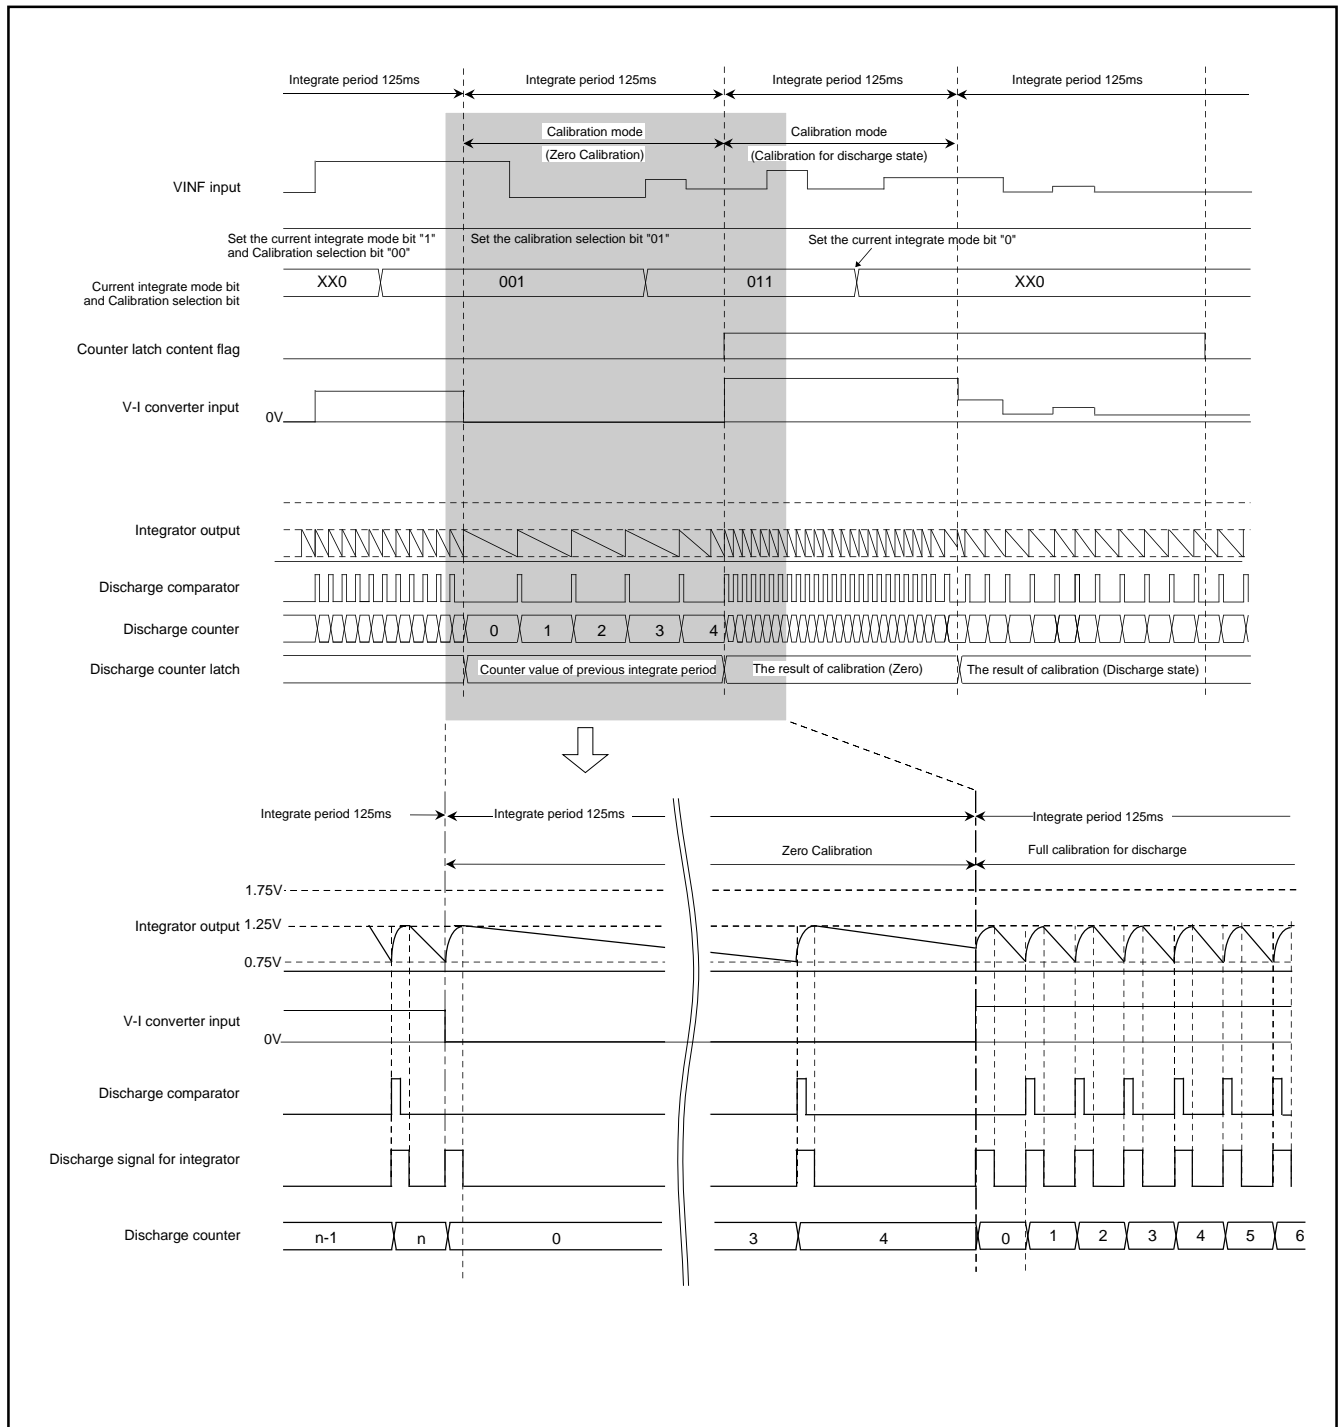 Integrate period 125ms Integrate period 125ms Integrate period 125ms Integrate period 125ms
Calibration mode
(Zero Calibration)
Calibration mode
(Calibration for discharge state)
VINF input
Set the current integrate mode bit "1"
and Calibration selection bit "00"
Set the calibration selection bit "01"
Set the current integrate mode bit "0"
Current integrate mode bit
and Calibration selection bit
XX0 001 011 XX0
Counter latch content flag
V-I converter input
0V
Integrator output
Discharge comparator
Discharge counter 0 1 2 3 4
Discharge counter latch Counter value of previous integrate period The result of calibration (Zero) The result of calibration (Discharge state)
Integrate period 125ms Integrate period 125ms Integrate period 125ms
Zero Calibration Full calibration for discharge
1.75V
Integrator output 1.25V
0.75V
V-I converter input
0V
Discharge comparator
Discharge signal for integrator
Discharge counter n-1 n 0 3 4 0 1 2 3 4 5 6